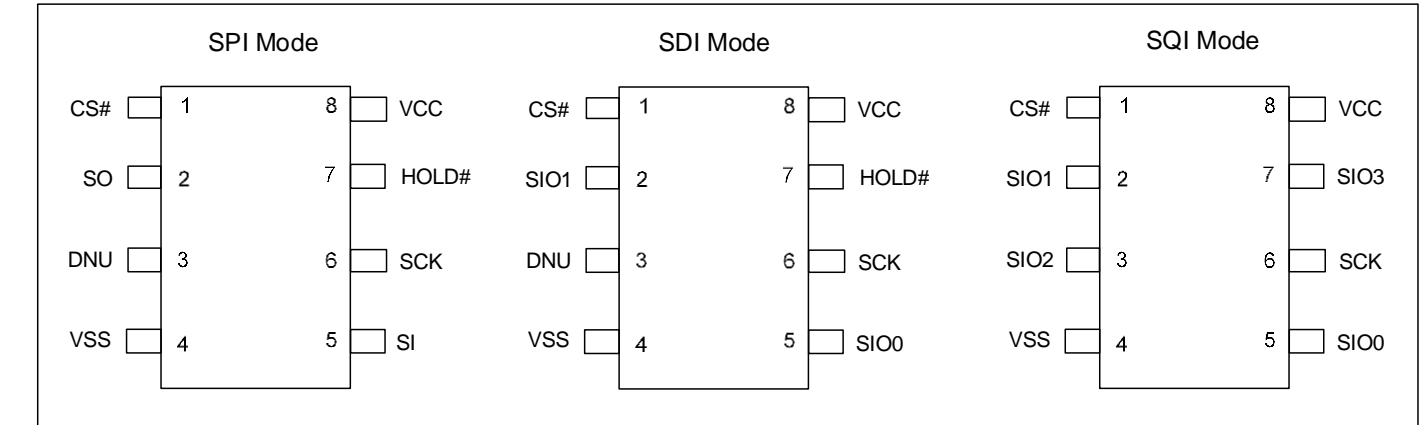 SPI Mode SDI Mode SQI Mode
CS# 1 8 VCC CS# 1 8 VCC CS# 1 8 VCC
SO 2 7 HOLD# SIO1 2 7 HOLD# SIO1 2 7 SIO3
DNU 3 6 SCK DNU 3 6 SCK SIO2 3 6 SCK
VSS 4 5 SI VSS 4 5 SIO0 VSS 4 5 SIO0